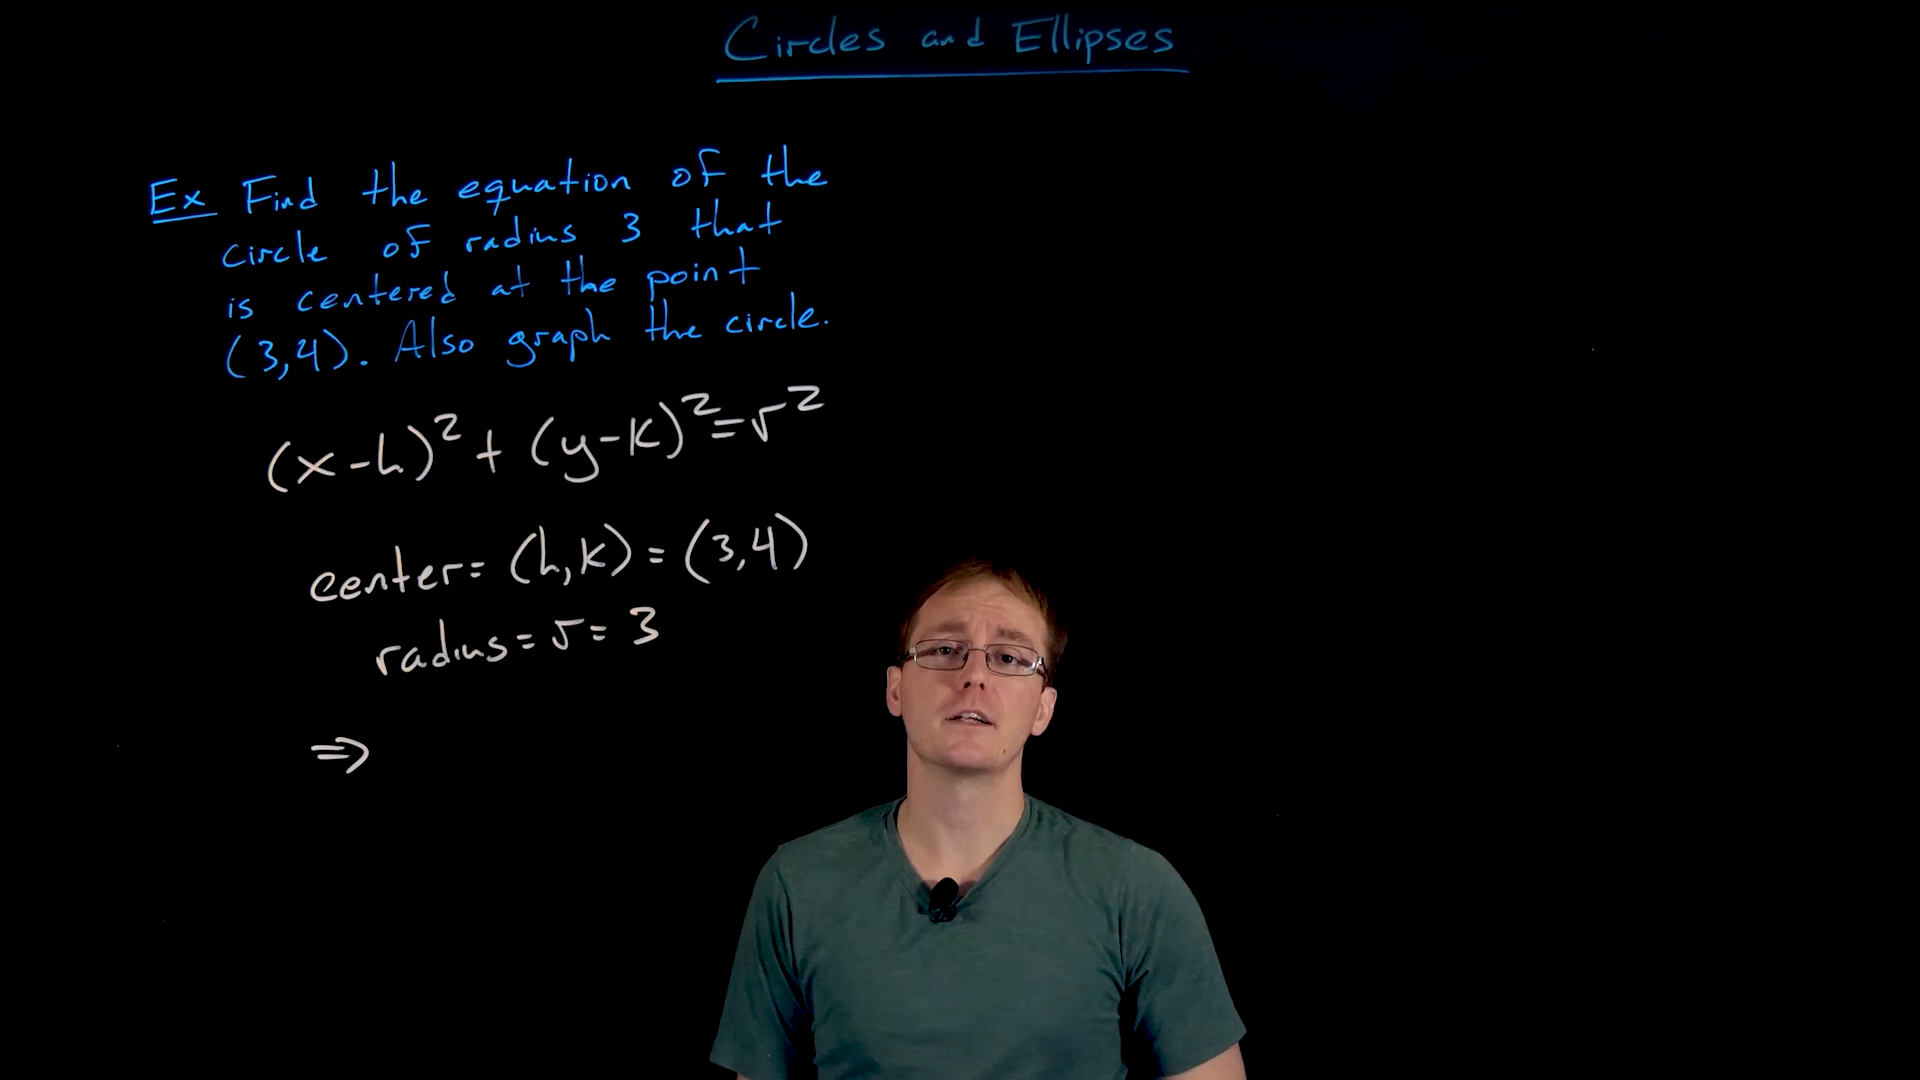 Circles and Ellipses
Ex Find the equation of the
circle of radius 3 that
is centered at the point
(3,4). Also graph the circle.
(x-h)²+(y-k)²=r²
center=(h,k)=(3,4)
radius=r=3
⇒